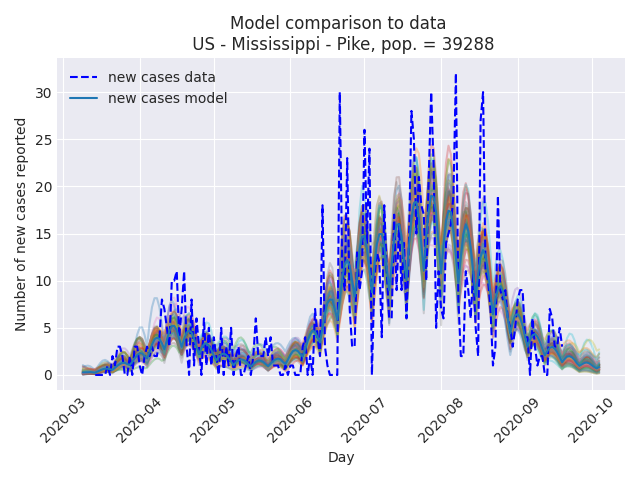 Model comparison to data
US - Mississippi - Pike, pop. = 39288
new cases data
new cases model
Number of new cases reported
30
25
20
15
10
5
0
2020-03
2020-04
2020-05
2020-06
2020-07
2020-08
2020-09
2020-10
Day